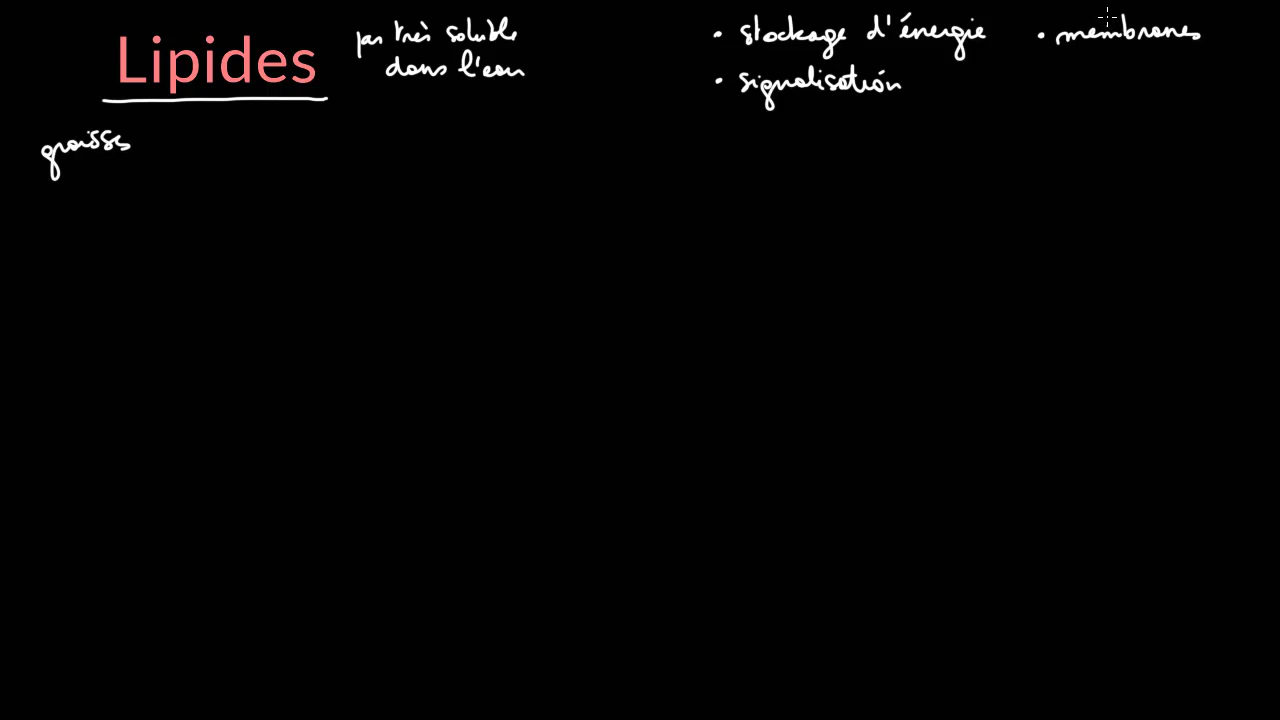 Lipides
pas très soluble
dans l'eau
• stockage d'énergie
• signalisation
• membranes
graisses